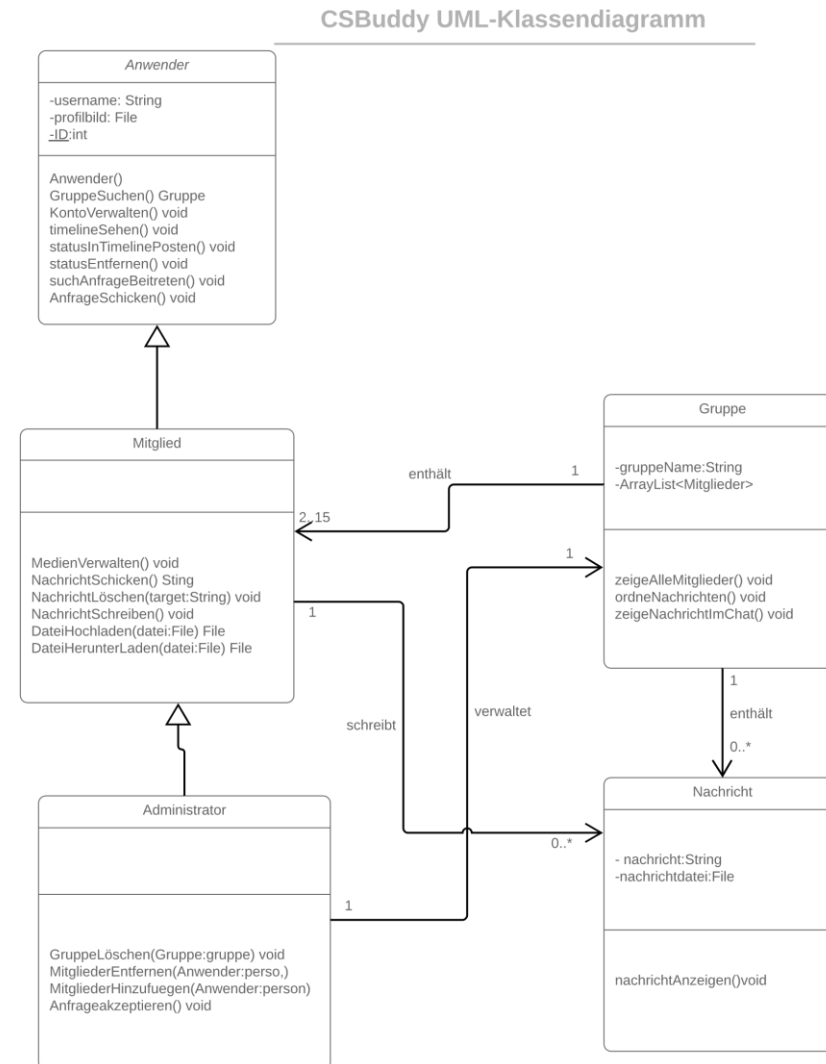 CSBuddy UML-Klassendiagramm
Anwender
-username: String
-profilbild: File
-ID:int
Anwender()
GruppeSuchen() Gruppe
KontoVerwalten() void
timelineSehen() void
statusInTimelinePosten() void
statusEntfernen() void
suchAnfrageBeitreten() void
AnfrageSchicken() void
Mitglied
MedienVerwalten() void
NachrichtSchicken() Sting
NachrichtLöschen(target:String) void
NachrichtSchreiben() void
DateiHochladen(datei:File) File
DateiHerunterLaden(datei:File) File
enthält
1
2..15
1
1
Gruppe
-gruppeName:String
-ArrayList<Mitglieder>
zeigeAlleMitglieder() void
ordneNachrichten() void
zeigeNachrichtImChat() void
schreibt
verwaltet
1
enthält
0..*
Administrator
GruppeLöschen(Gruppe:gruppe) void
MitgliederEntfernen(Anwender:perso,)
MitgliederHinzufuegen(Anwender:person)
Anfrageakzeptieren() void
1
0..*
Nachricht
- nachricht:String
-nachrichtdatei:File
nachrichtAnzeigen()void